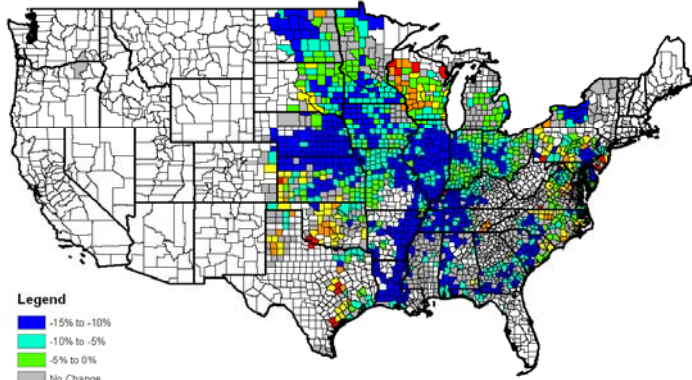 Legend
-15% to -10%
-10% to -5%
-5% to 0%
No Change